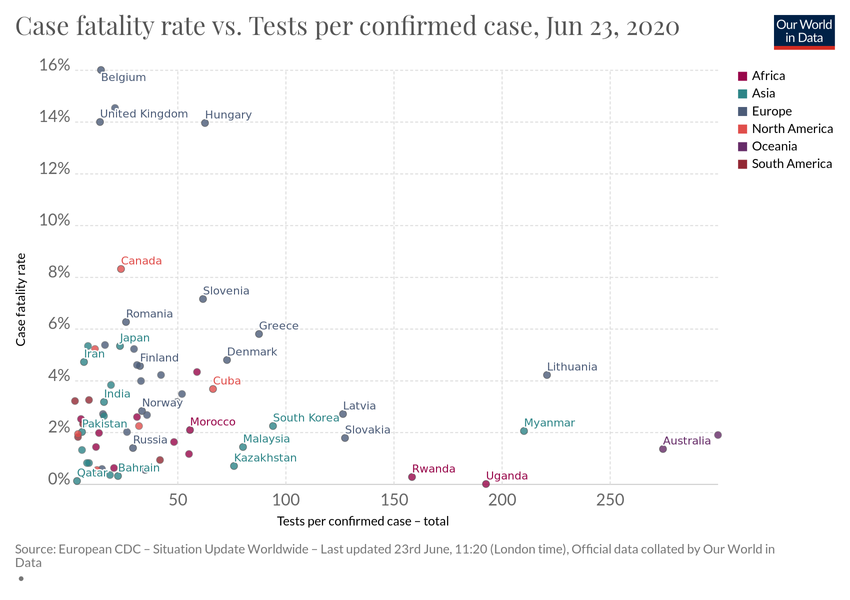 Case fatality rate vs. Tests per confirmed case, Jun 23, 2020
Our World
in Data
16%
14%
12%
10%
8%
6%
4%
2%
0%
Case fatality rate
Belgium
United Kingdom
Hungary
Canada
Slovenia
Romania
Greece
Japan
Iran
Finland
Denmark
Lithuania
Cuba
India
Norway
Latvia
Pakistan
Morocco
South Korea
Myanmar
Russia
Malaysia
Slovakia
Australia
Kazakhstan
Qatar
Bahrain
Rwanda
Uganda
50
100
150
200
250
Tests per confirmed case – total
Africa
Asia
Europe
North America
Oceania
South America
Source: European CDC – Situation Update Worldwide – Last updated 23rd June, 11:20 (London time), Official data collated by Our World in
Data